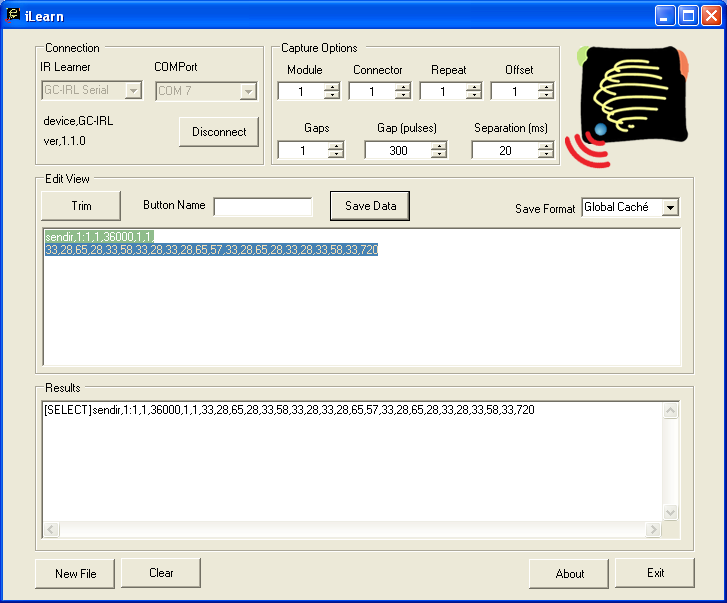 iLearn
Connection
IR Learner
COMPort
GC-IRL Serial
COM 7
device,GC-IRL
ver,1.1.0
Disconnect
Capture Options
Module
Connector
Repeat
Offset
1
1
1
1
Gaps
Gap (pulses)
Separation (ms)
1
300
20
Edit View
Trim
Button Name
Save Data
Save Format
Global Caché
sendir,1:1,1,36000,1,1,
33,28,65,28,33,58,33,28,33,28,65,57,33,28,65,28,33,28,33,58,33,720
Results
[SELECT]sendir,1:1,1,36000,1,1,33,28,65,28,33,58,33,28,33,28,65,57,33,28,65,28,33,28,33,58,33,720
New File
Clear
About
Exit